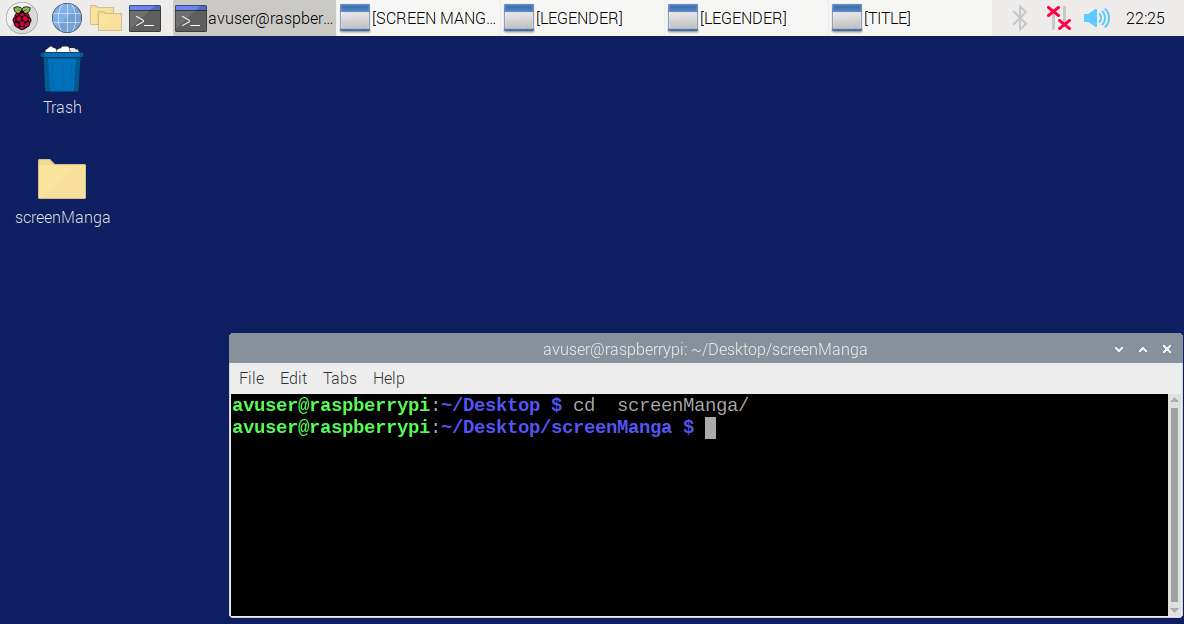 avuser@raspber... [SCREEN MANG... [LEGENDER] [LEGENDER] [TITLE] 22:25
Trash
screenManga
avuser@raspberrypi: ~/Desktop/screenManga
File Edit Tabs Help
avuser@raspberrypi:~/Desktop $ cd  screenManga/
avuser@raspberrypi:~/Desktop/screenManga $